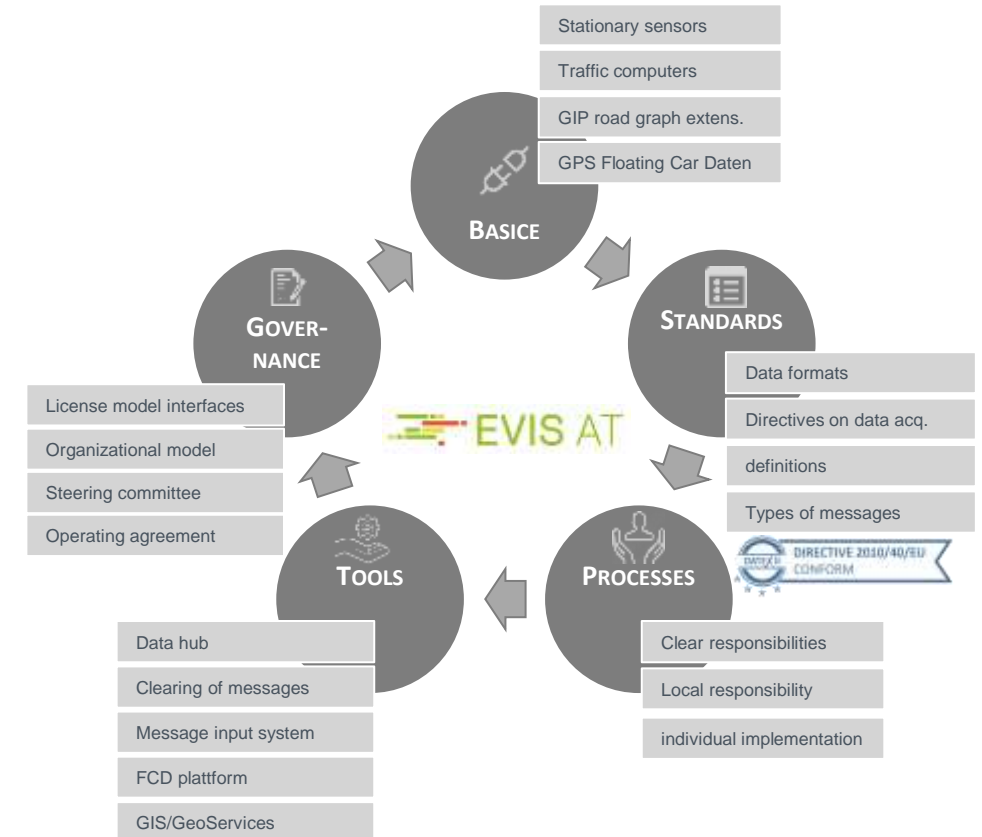 Stationary sensors
Traffic computers
GIP road graph extens.
GPS Floating Car Daten
BASICE
STANDARDS
Data formats
Directives on data acq.
definitions
Types of messages
DATEX II
DIRECTIVE 2010/40/EU
CONFORM
PROCESSES
Clear responsibilities
Local responsibility
individual implementation
TOOLS
Data hub
Clearing of messages
Message input system
FCD plattform
GIS/GeoServices
GOVER-
NANCE
License model interfaces
Organizational model
Steering committee
Operating agreement
EVIS AT